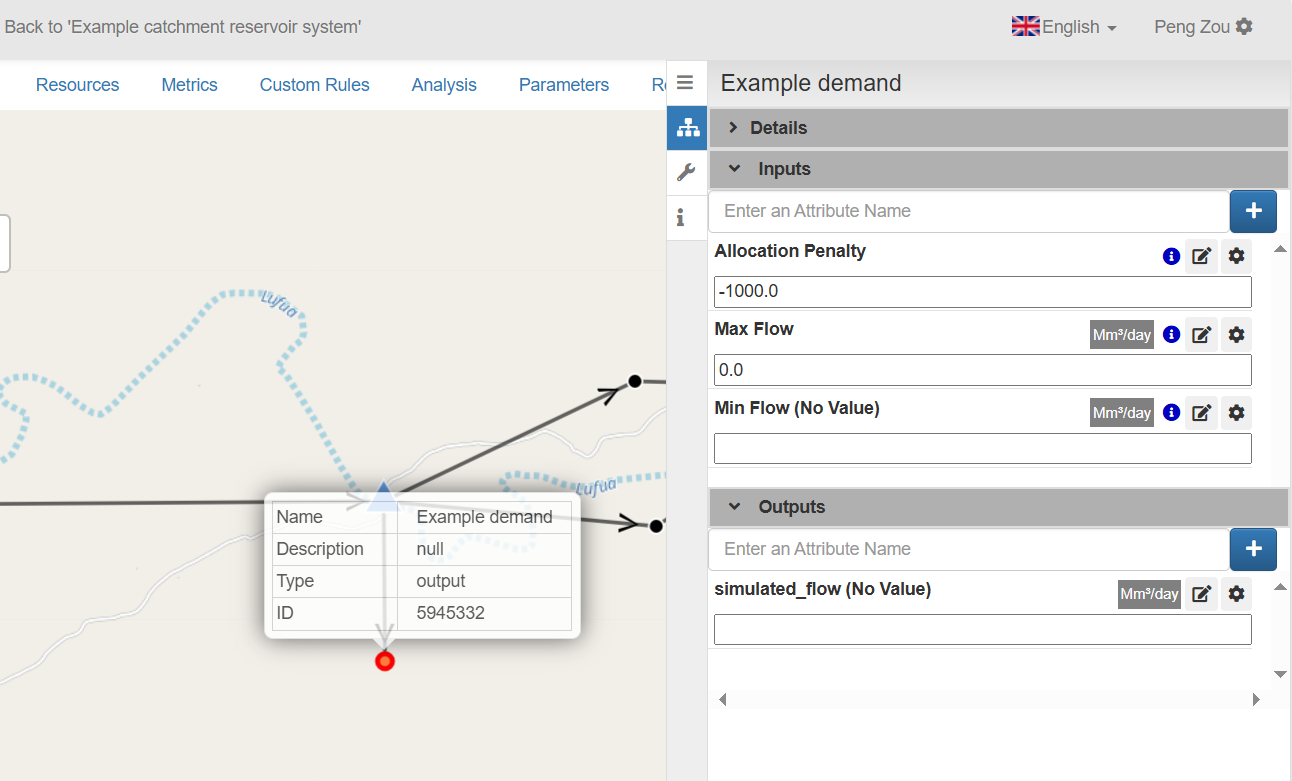 Back to 'Example catchment reservoir system'
English
Peng Zou
Resources Metrics Custom Rules Analysis Parameters
Example demand
Details
Inputs
Enter an Attribute Name
Allocation Penalty
-1000.0
Max Flow Mm³/day
0.0
Min Flow (No Value) Mm³/day
Outputs
Enter an Attribute Name
simulated_flow (No Value) Mm³/day
Lufua
Lufua
Name Example demand
Description null
Type output
ID 5945332